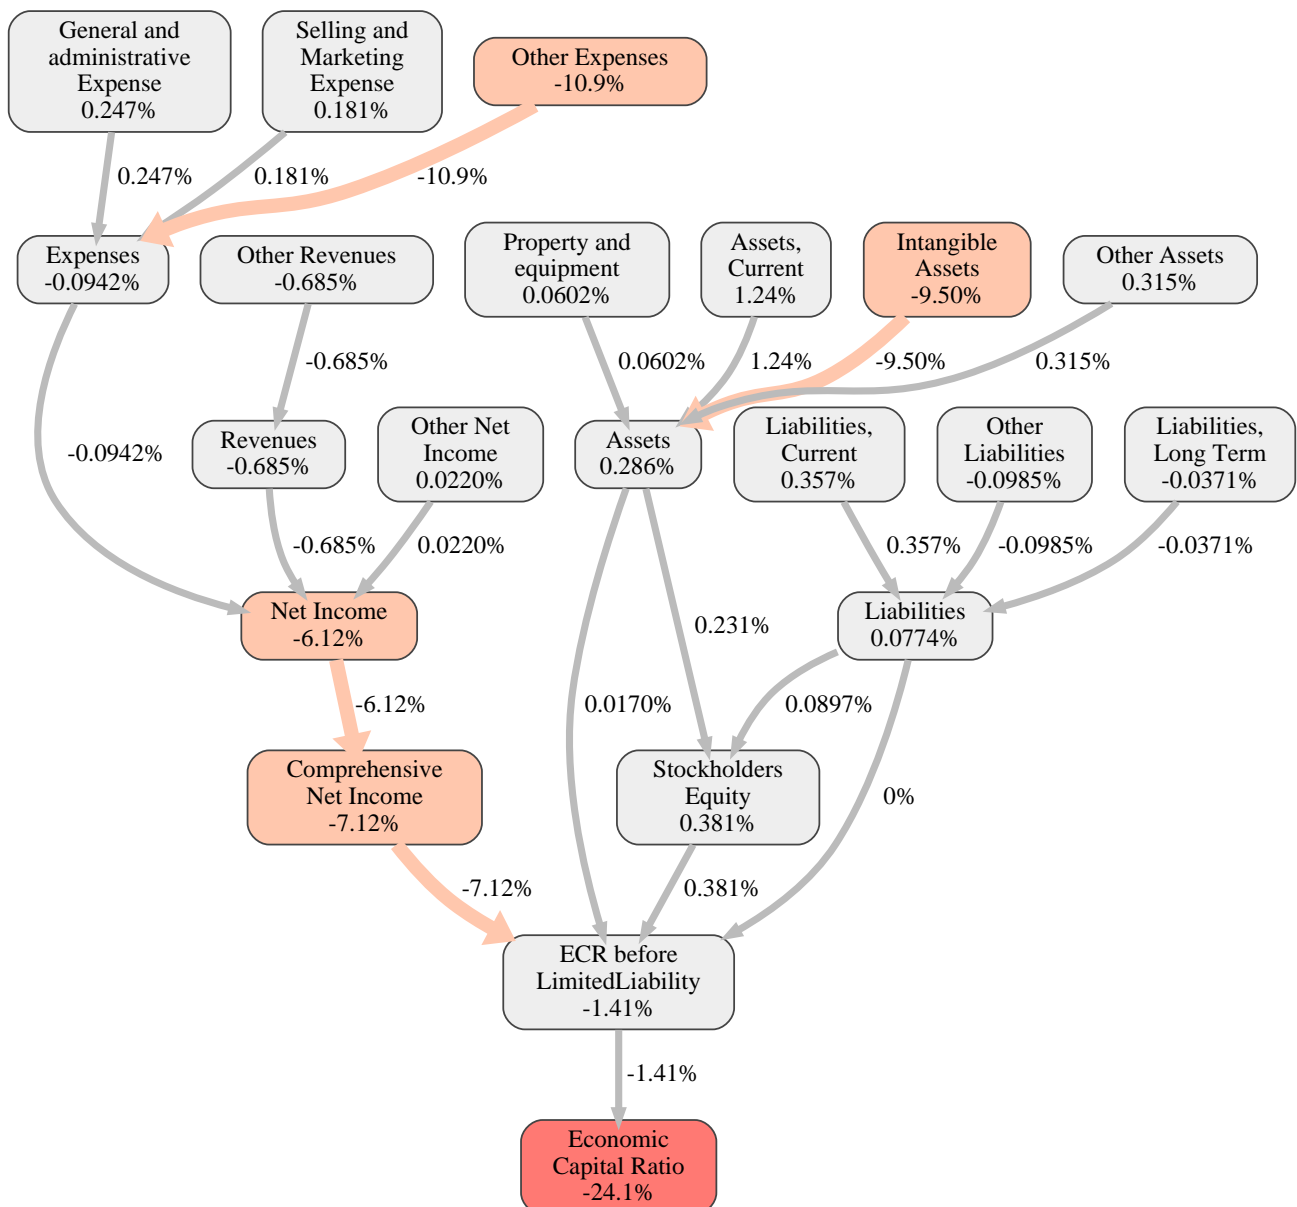 General and
administrative
Expense
0.247%
Selling and
Marketing
Expense
0.181%
Other Expenses
-10.9%
0.247%
0.181%
-10.9%
Expenses
-0.0942%
Other Revenues
-0.685%
Property and
equipment
0.0602%
Assets,
Current
1.24%
Intangible
Assets
-9.50%
Other Assets
0.315%
-0.685%
0.0602%
1.24%
-9.50%
0.315%
-0.0942%
Revenues
-0.685%
Other Net
Income
0.0220%
Assets
0.286%
Liabilities,
Current
0.357%
Other
Liabilities
-0.0985%
Liabilities,
Long Term
-0.0371%
-0.685%
0.0220%
0.357%
-0.0985%
-0.0371%
Net Income
-6.12%
0.231%
Liabilities
0.0774%
-6.12%
0.0170%
0.0897%
Comprehensive
Net Income
-7.12%
Stockholders
Equity
0.381%
0%
-7.12%
0.381%
ECR before
LimitedLiability
-1.41%
-1.41%
Economic
Capital Ratio
-24.1%